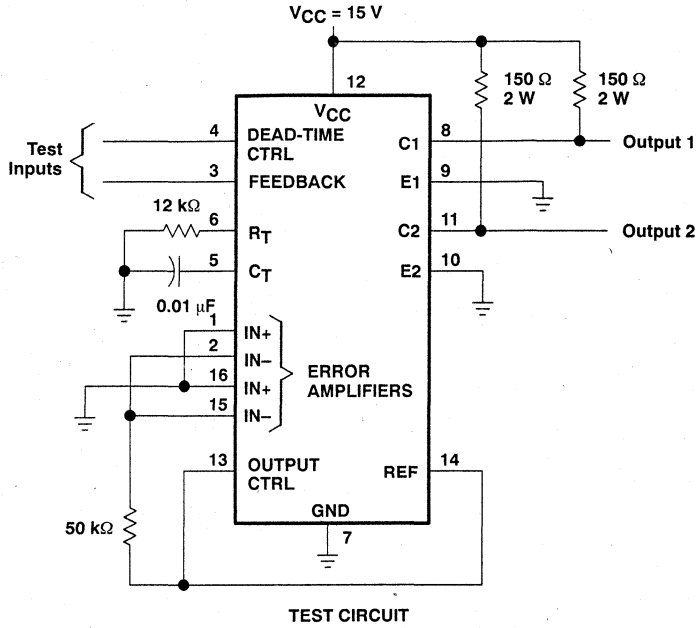 VCC = 15 V
12
VCC
150 Ω
2 W
150 Ω
2 W
Test
Inputs
4
DEAD-TIME
CTRL
3
FEEDBACK
C1
8
Output 1
E1
9
12 kΩ
6
RT
C2
11
Output 2
5
CT
E2
10
0.01 μF
1
IN+
2
IN–
16
IN+
15
IN–
ERROR
AMPLIFIERS
13
OUTPUT
CTRL
REF
14
50 kΩ
GND
7
TEST CIRCUIT